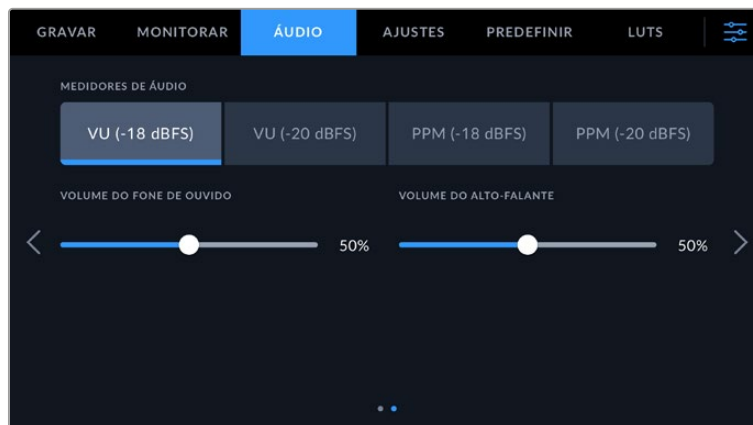 GRAVAR MONITORAR ÁUDIO AJUSTES PREDEFINIR LUTS
MEDIDORES DE ÁUDIO
VU (-18 dBFS) VU (-20 dBFS) PPM (-18 dBFS) PPM (-20 dBFS)
VOLUME DO FONE DE OUVIDO VOLUME DO ALTO-FALANTE
50% 50%